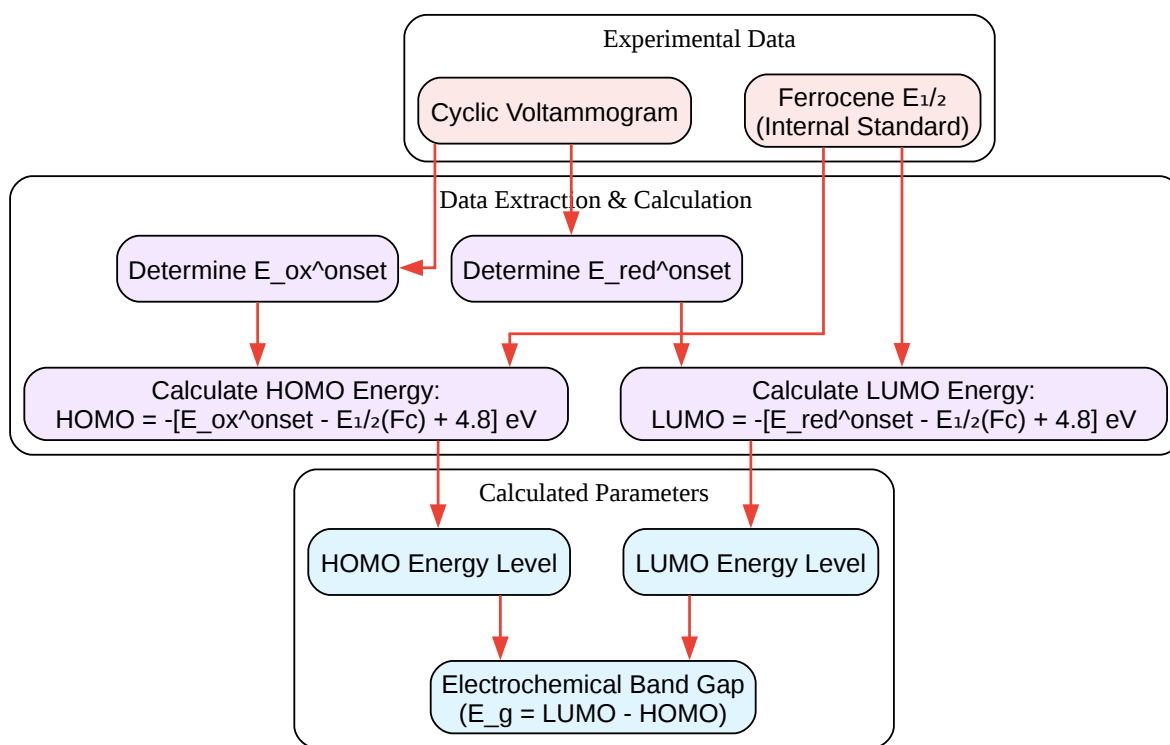 Experimental Data
Cyclic Voltammogram
Ferrocene E₁/₂
(Internal Standard)
Data Extraction & Calculation
Determine E_ox^onset
Determine E_red^onset
Calculate HOMO Energy:
HOMO = -[E_ox^onset - E₁/₂(Fc) + 4.8] eV
Calculate LUMO Energy:
LUMO = -[E_red^onset - E₁/₂(Fc) + 4.8] eV
Calculated Parameters
HOMO Energy Level
LUMO Energy Level
Electrochemical Band Gap
(E_g = LUMO - HOMO)